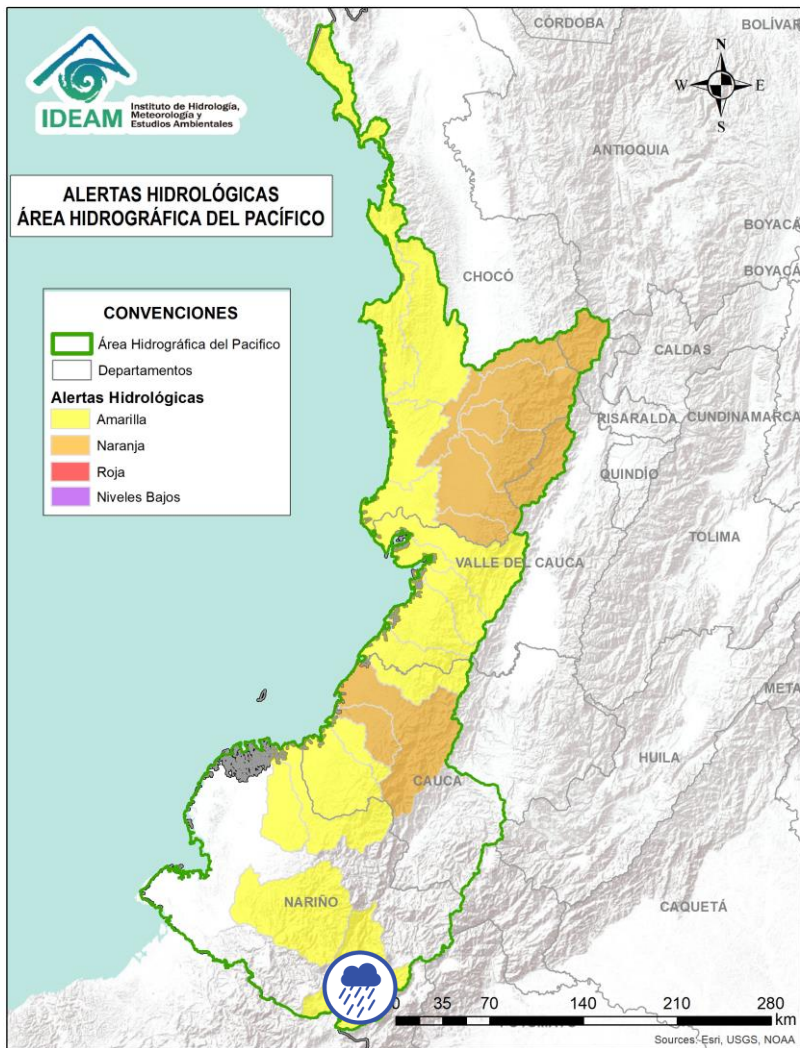 CÓRDOBA
BOLÍVAR
IDEAM
Instituto de Hidrología,
Meteorología y
Estudios Ambientales
N
W E
S
ANTIOQUIA
ALERTAS HIDROLÓGICAS
ÁREA HIDROGRÁFICA DEL PACÍFICO
BOYACÁ
BOYACÁ
CHOCÓ
CONVENCIONES
Área Hidrográfica del Pacifico
Departamentos
Alertas Hidrológicas
Amarilla
Naranja
Roja
Niveles Bajos
CALDAS
RISARALDA
CUNDINAMARCA
QUINDÍO
TOLIMA
VALLE DEL CAUCA
META
HUILA
CAUCA
NARIÑO
CAQUETÁ
0 35 70 140 210 280
km
Sources: Esri, USGS, NOAA